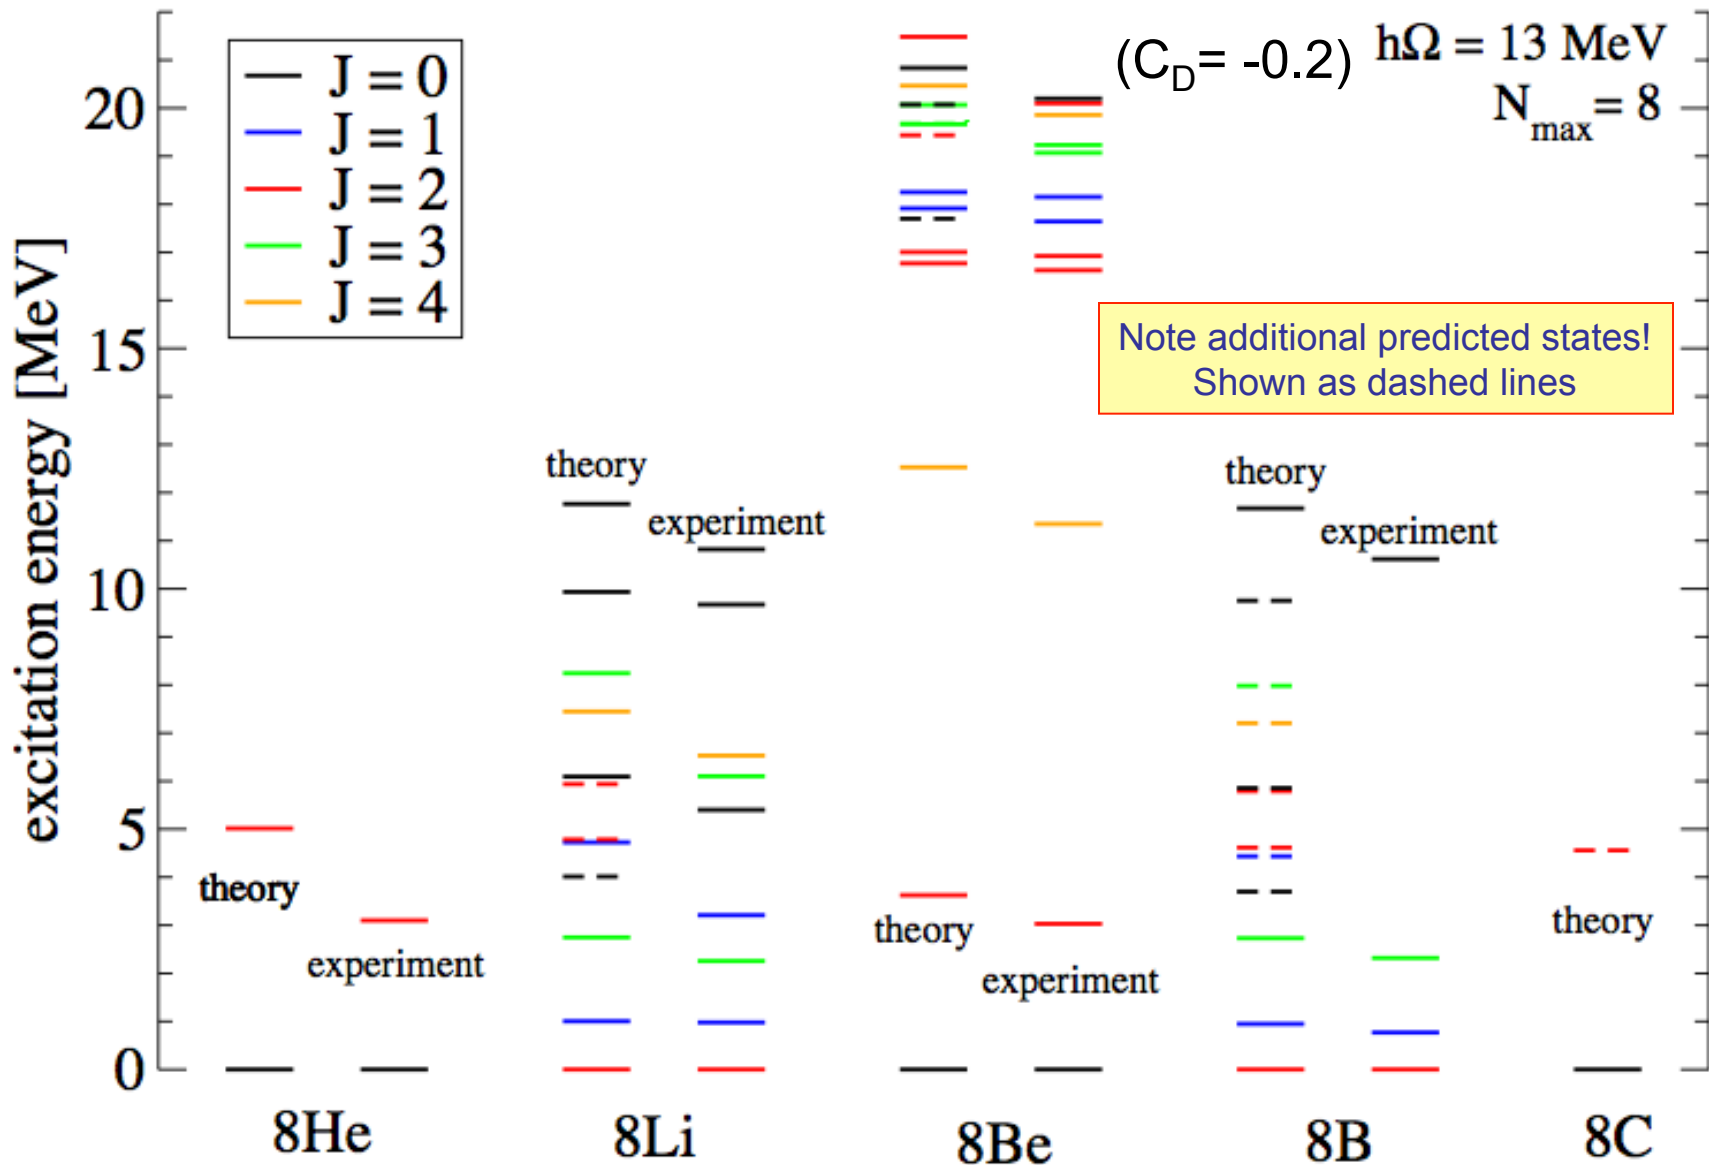 (C_D= -0.2)
hΩ = 13 MeV
N_max= 8
J = 0
J = 1
J = 2
J = 3
J = 4
excitation energy [MeV]
20
15
10
5
0
Note additional predicted states!
Shown as dashed lines
theory
experiment
theory
experiment
theory
experiment
theory
experiment
theory
8He
8Li
8Be
8B
8C